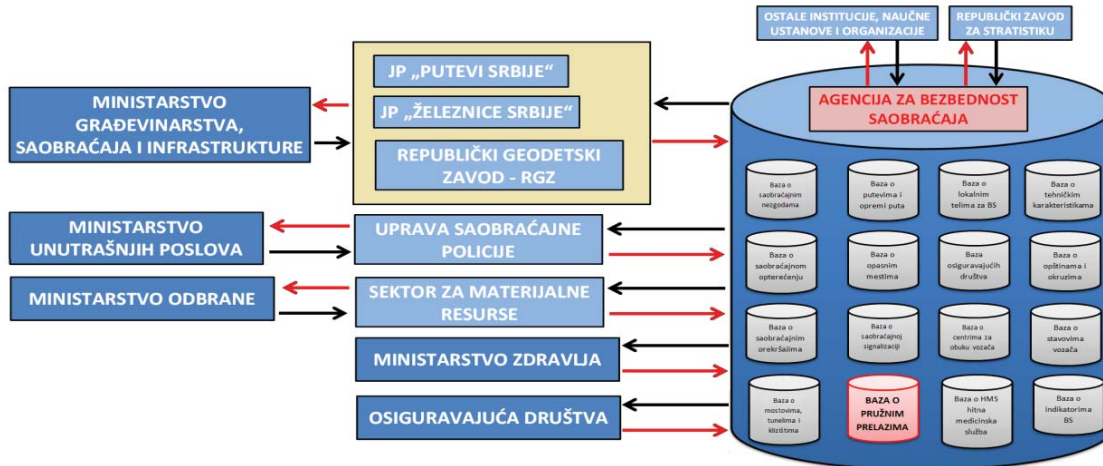 OSTALE INSTITUCIJE, NAUČNE
USTANOVE I ORGANIZACIJE
REPUBLIČKI ZAVOD
ZA STRATISTIKU
JP „PUTEVI SRBIJE“
JP „ŽELEZNICE SRBIJE“
REPUBLIČKI GEODETSKI
ZAVOD - RGZ
MINISTARSTVO
GRAĐEVINARSTVA,
SAOBRAĆAJA I INFRASTRUKTURE
AGENCIJA ZA BEZBEDNOST
SAOBRAĆAJA
MINISTARSTVO
UNUTRAŠNJIH POSLOVA
UPRAVA SAOBRAĆAJNE
POLICIJE
MINISTARSTVO ODBRANE
SEKTOR ZA MATERIJALNE
RESURSE
MINISTARSTVO ZDRAVLJA
OSIGURAVAJUĆA DRUŠTVA
Baza o
saobraćajnim
nezgodama
Baza o
putevima i
opremi puta
Baza o
lokalnim
telima za BS
Baza o
tehničkim
karakteristikama
Baza o
saobraćajnom
opterećenju
Baza o
opasnim
mestima
Baza
osiguravajućih
društva
Baza o
opštinama i
okruzima
Baza o
saobraćajnim
prekršajima
Baza o
saobraćajnoj
signalizaciji
Baza o
centrima za
obuku vozača
Baza o
stavovima
vozača
Baza o
mostovima,
tunelima i
klizištima
BAZA O
PRUŽNIM
PRELAZIMA
Baza o HMS
hitna
medicinska
služba
Baza o
indikatorima
BS